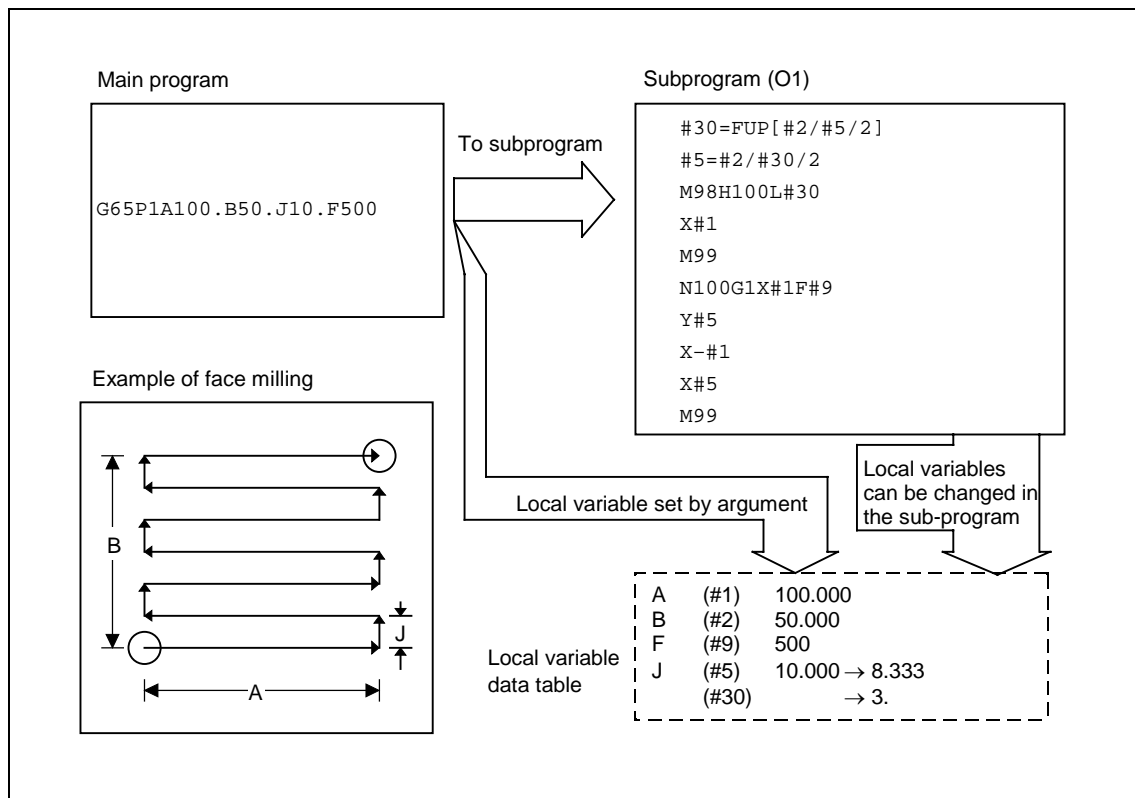 Main program
G65P1A100.B50.J10.F500
To subprogram
Subprogram (O1)
#30=FUP[#2/#5/2]
#5=#2/#30/2
M98H100L#30
X#1
M99
N100G1X#1F#9
Y#5
X−#1
X#5
M99
Example of face milling
B
J
A
Local variable set by argument
Local variables
can be changed in
the sub-program
Local variable
data table
A (#1) 100.000
B (#2) 50.000
F (#9) 500
J (#5) 10.000 → 8.333
(#30) → 3.